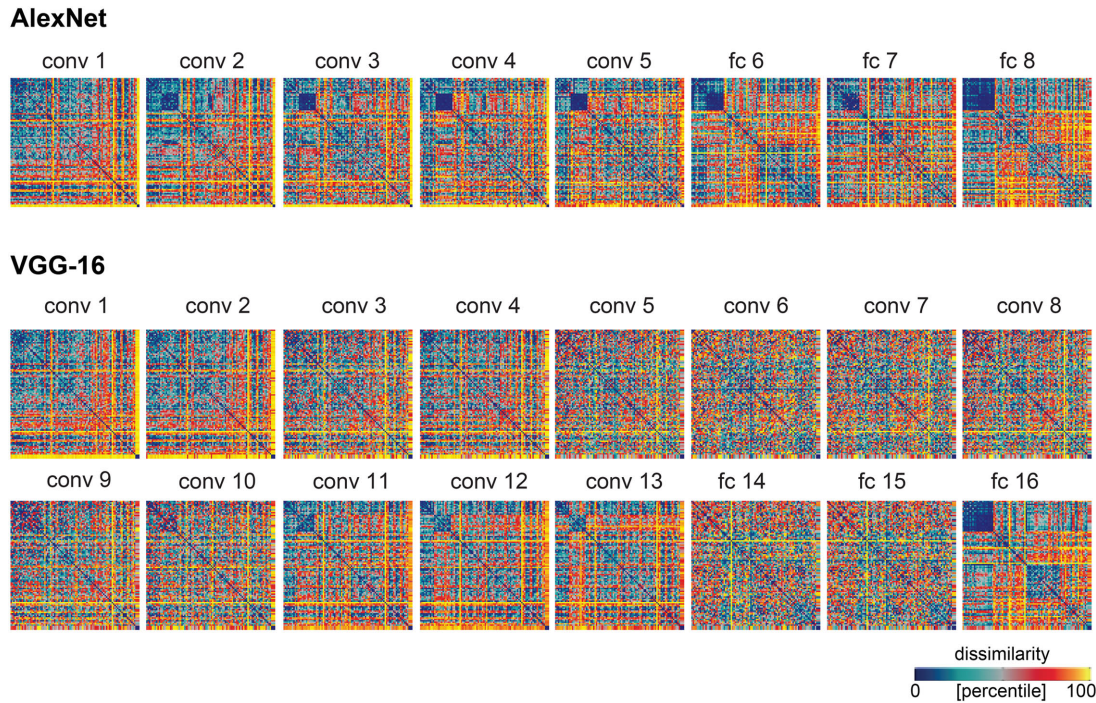 AlexNet
conv 1 conv 2 conv 3 conv 4 conv 5 fc 6 fc 7 fc 8
VGG-16
conv 1 conv 2 conv 3 conv 4 conv 5 conv 6 conv 7 conv 8
conv 9 conv 10 conv 11 conv 12 conv 13 fc 14 fc 15 fc 16
dissimilarity
0 [percentile] 100